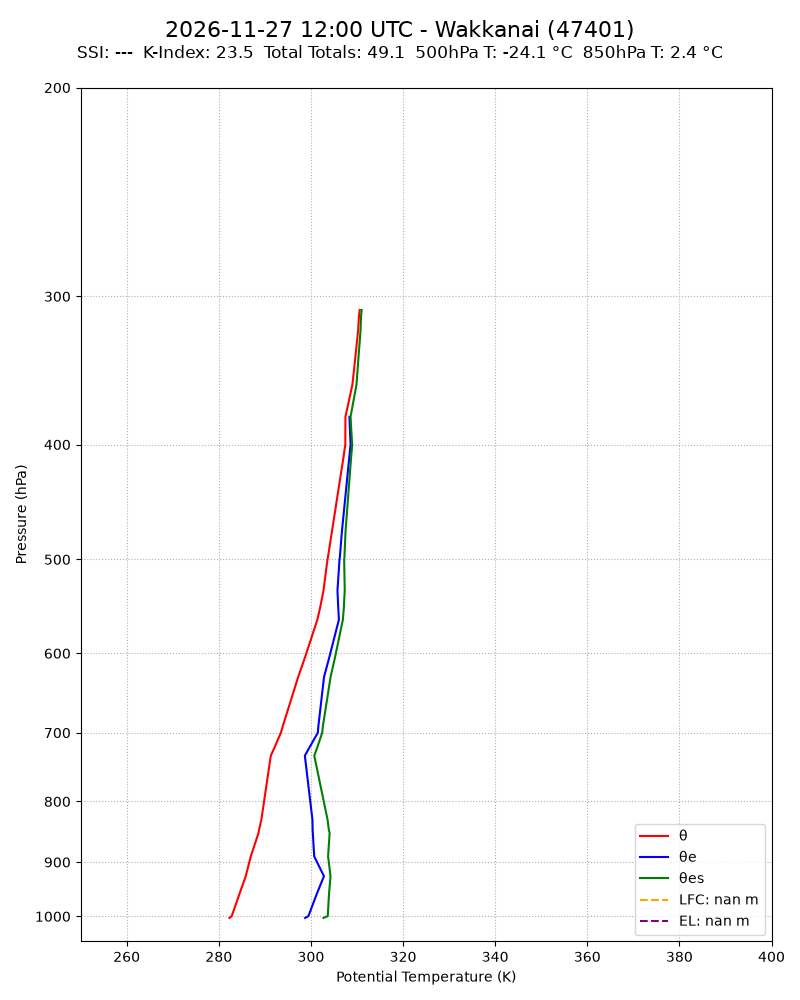 2026-11-27 12:00 UTC - Wakkanai (47401)
SSI: ---  K-Index: 23.5  Total Totals: 49.1  500hPa T: -24.1 °C  850hPa T: 2.4 °C
200
300
400
500
600
700
800
900
1000
Pressure (hPa)
260 280 300 320 340 360 380 400
Potential Temperature (K)
θ
θe
θes
LFC: nan m
EL: nan m